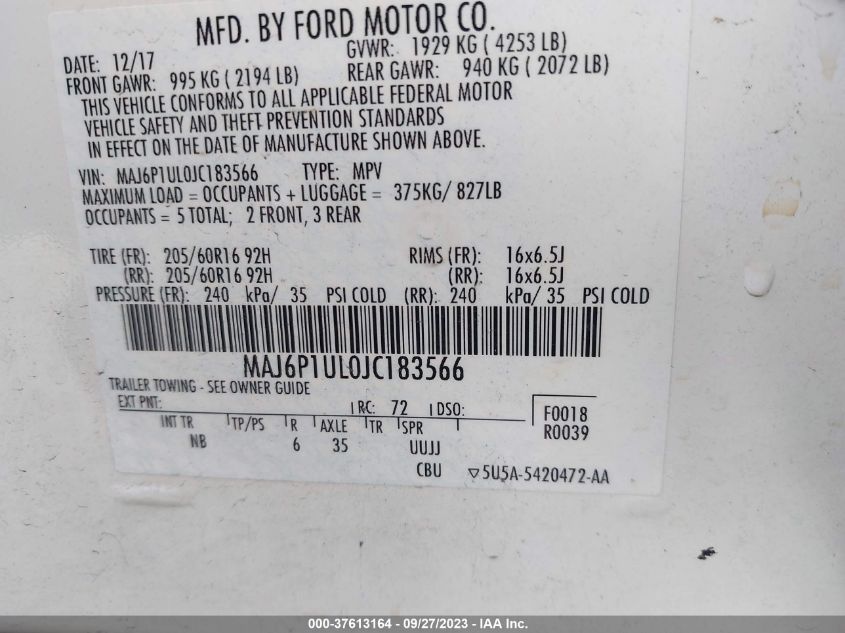 MFD. BY FORD MOTOR CO.
DATE: 12/17 GVWR: 1929 KG ( 4253 LB)
FRONT GAWR: 995 KG ( 2194 LB) REAR GAWR: 940 KG ( 2072 LB)
THIS VEHICLE CONFORMS TO ALL APPLICABLE FEDERAL MOTOR
VEHICLE SAFETY AND THEFT PREVENTION STANDARDS
IN EFFECT ON THE DATE OF MANUFACTURE SHOWN ABOVE.
VIN: MAJ6P1UL0JC183566 TYPE: MPV
MAXIMUM LOAD = OCCUPANTS + LUGGAGE = 375KG/ 827LB
OCCUPANTS = 5 TOTAL; 2 FRONT, 3 REAR
TIRE (FR): 205/60R16 92H RIMS (FR): 16x6.5J
(RR): 205/60R16 92H (RR): 16x6.5J
PRESSURE (FR): 240 kPa/ 35 PSI COLD (RR): 240 kPa/ 35 PSI COLD
MAJ6P1UL0JC183566
TRAILER TOWING - SEE OWNER GUIDE
EXT PNT: RC: 72 DSO: F0018
R0039
INT TR TP/PS R AXLE TR SPR
NB 6 35 UUJJ
CBU ▽5U5A-5420472-AA
000-37613164 - 09/27/2023 - IAA Inc.